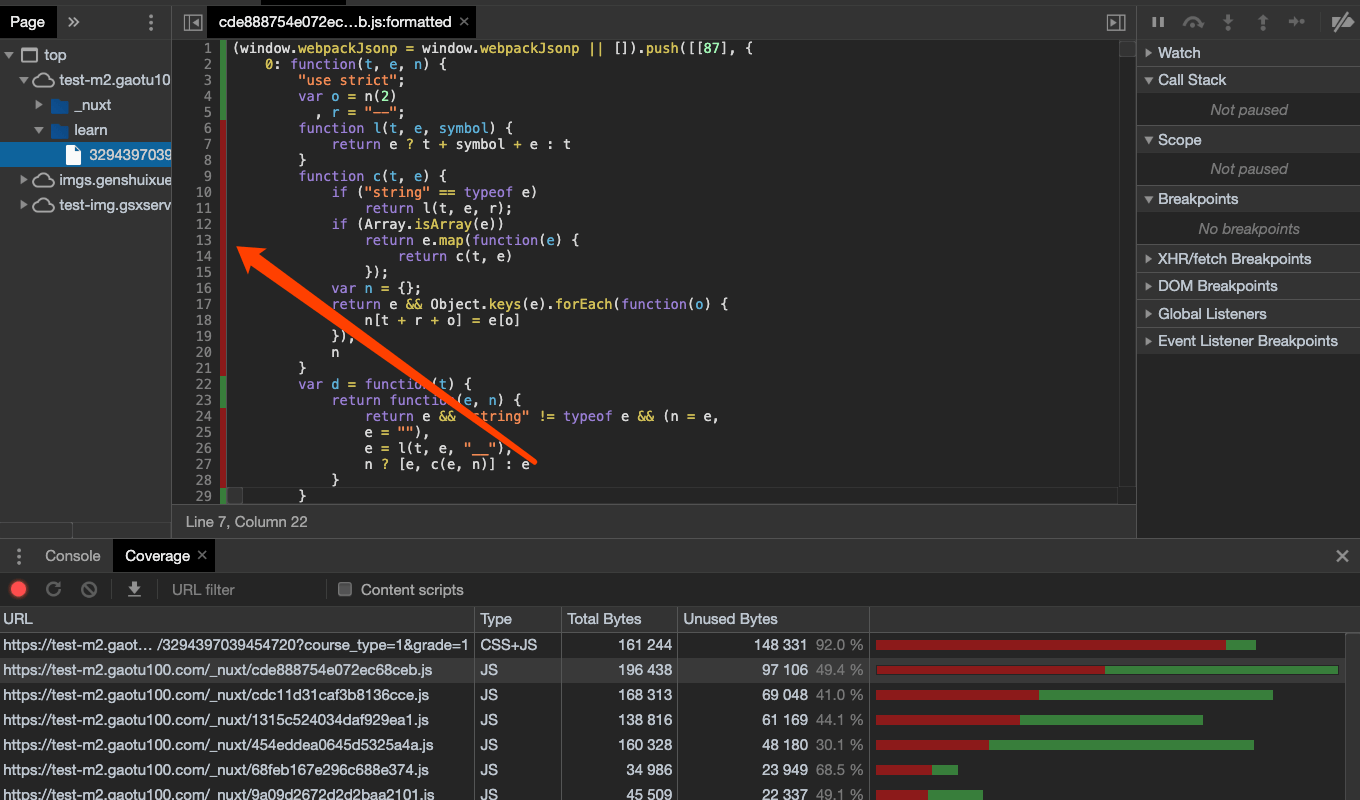 Page » cde888754e072ec…b.js:formatted ×
top
test-m2.gaotu10
_nuxt
learn
3294397039
imgs.genshuixue
test-img.gsxserv
1 (window.webpackJsonp = window.webpackJsonp || []).push([[87], {
2 0: function(t, e, n) {
3 "use strict";
4 var o = n(2)
5 , r = "--";
6 function l(t, e, symbol) {
7 return e ? t + symbol + e : t
8 }
9 function c(t, e) {
10 if ("string" == typeof e)
11 return l(t, e, r);
12 if (Array.isArray(e))
13 return e.map(function(e) {
14 return c(t, e)
15 });
16 var n = {};
17 return e && Object.keys(e).forEach(function(o) {
18 n[t + r + o] = e[o]
19 }),
20 n
21 }
22 var d = function(t) {
23 return function(e, n) {
24 return e && "string" != typeof e && (n = e,
25 e = ""),
26 e = l(t, e, "__"),
27 n ? [e, c(e, n)] : e
28 }
29 }
Line 7, Column 22
Watch
Call Stack
Not paused
Scope
Not paused
Breakpoints
No breakpoints
XHR/fetch Breakpoints
DOM Breakpoints
Global Listeners
Event Listener Breakpoints
Console Coverage ×
URL filter Content scripts
URL Type Total Bytes Unused Bytes
https://test-m2.gaot… /3294397039454720?course_type=1&grade=1 CSS+JS 161 244 148 331 92.0 %
https://test-m2.gaotu100.com/_nuxt/cde888754e072ec68ceb.js JS 196 438 97 106 49.4 %
https://test-m2.gaotu100.com/_nuxt/cdc11d31caf3b8136cce.js JS 168 313 69 048 41.0 %
https://test-m2.gaotu100.com/_nuxt/1315c524034daf929ea1.js JS 138 816 61 169 44.1 %
https://test-m2.gaotu100.com/_nuxt/454eddea0645d5325a4a.js JS 160 328 48 180 30.1 %
https://test-m2.gaotu100.com/_nuxt/68feb167e296c688e374.js JS 34 986 23 949 68.5 %
https://test-m2.gaotu100.com/_nuxt/9a09d2672d2d2baa2101.js JS 45 509 22 337 49.1 %